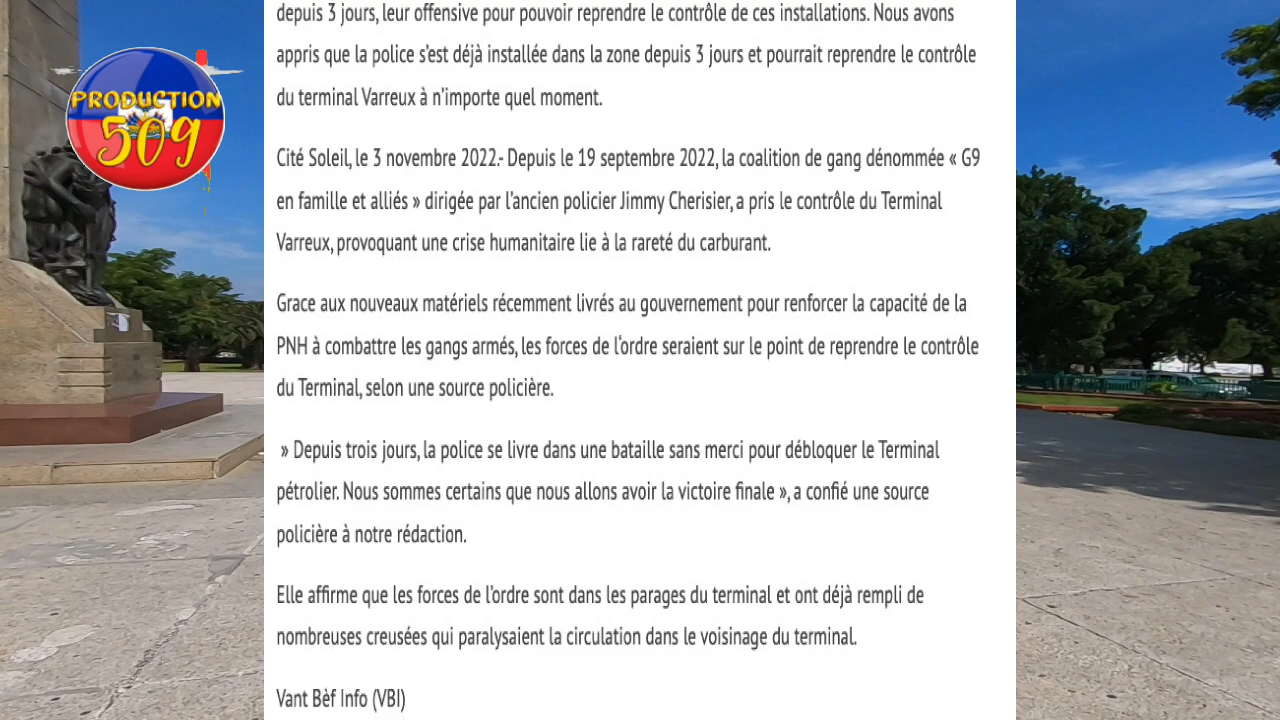 PRODUCTION
509
depuis 3 jours, leur offensive pour pouvoir reprendre le contrôle de ces installations. Nous avons
appris que la police s’est déjà installée dans la zone depuis 3 jours et pourrait reprendre le contrôle
du terminal Varreux à n’importe quel moment.
Cité Soleil, le 3 novembre 2022.- Depuis le 19 septembre 2022, la coalition de gang dénommée « G9
en famille et alliés » dirigée par l’ancien policier Jimmy Cherisier, a pris le contrôle du Terminal
Varreux, provoquant une crise humanitaire lie à la rareté du carburant.
Grace aux nouveaux matériels récemment livrés au gouvernement pour renforcer la capacité de la
PNH à combattre les gangs armés, les forces de l‘ordre seraient sur le point de reprendre le contrôle
du Terminal, selon une source policière.
» Depuis trois jours, la police se livre dans une bataille sans merci pour débloquer le Terminal
pétrolier. Nous sommes certains que nous allons avoir la victoire finale », a confié une source
policière à notre rédaction.
Elle affirme que les forces de l’ordre sont dans les parages du terminal et ont déjà rempli de
nombreuses creusées qui paralysaient la circulation dans le voisinage du terminal.
Vant Bèf Info (VBI)